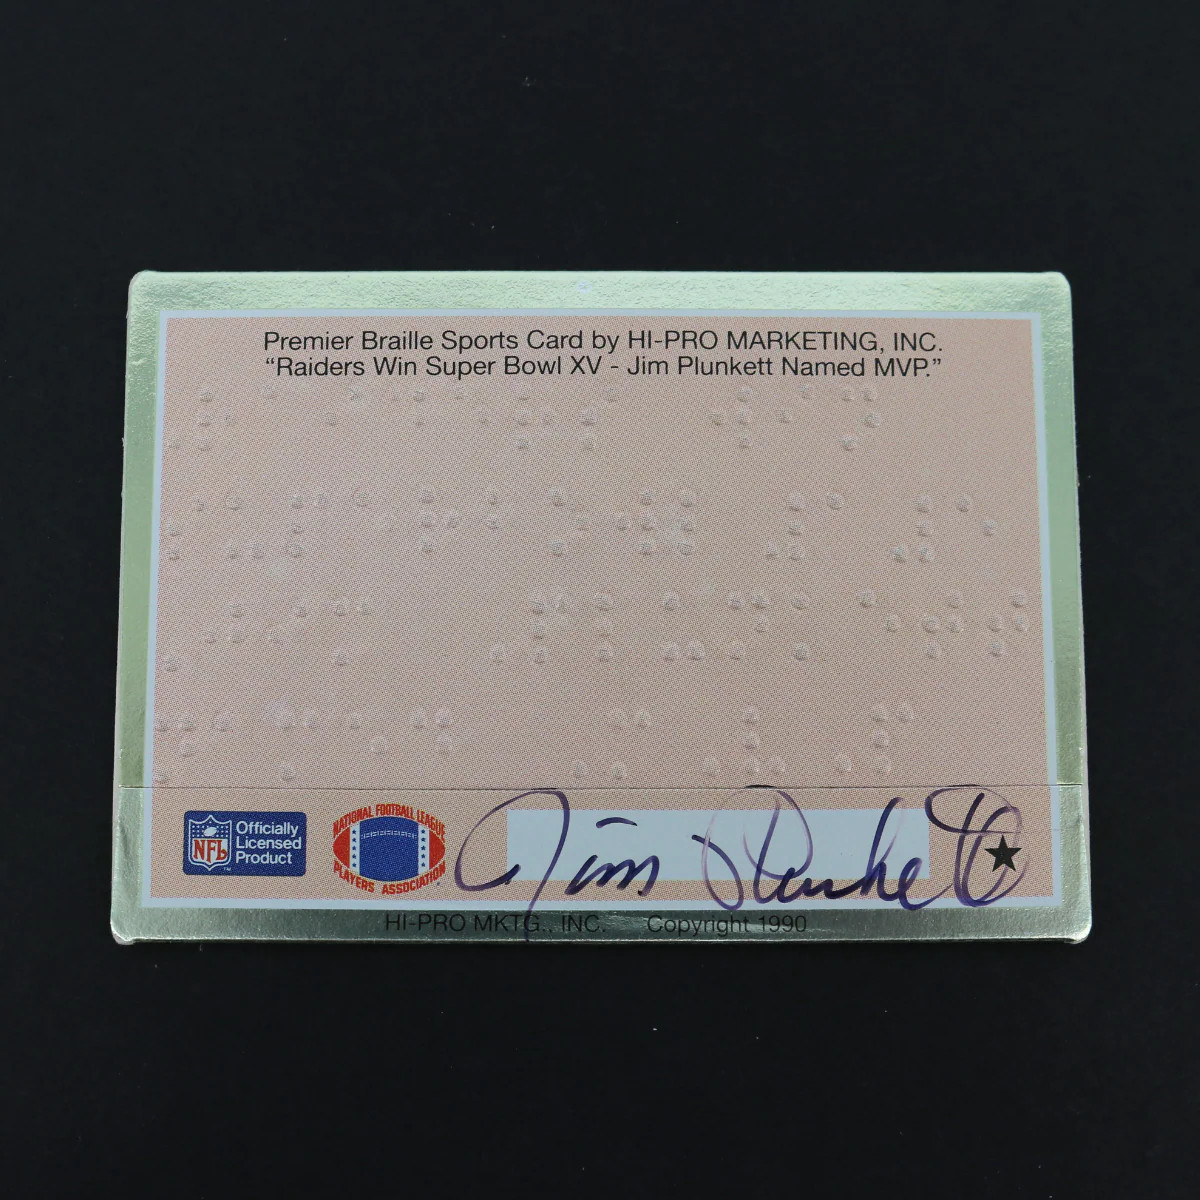 Premier Braille Sports Card by HI-PRO MARKETING, INC.
“Raiders Win Super Bowl XV - Jim Plunkett Named MVP.”
NFL
TM
Officially
Licensed
Product
NATIONAL FOOTBALL LEAGUE
PLAYERS ASSOCIATION
Jim Plunkett
HI-PRO MKTG., INC. Copyright 1990